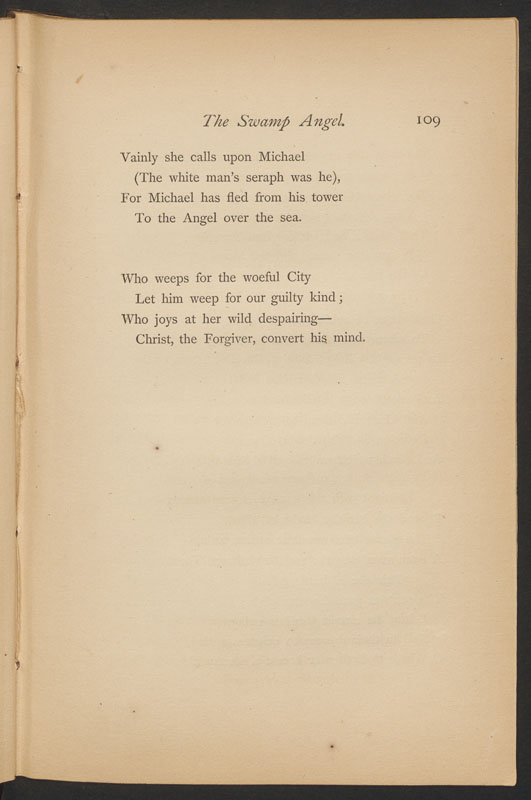 The Swamp Angel. 109
Vainly she calls upon Michael
(The white man's seraph was he),
For Michael has fled from his tower
To the Angel over the sea.
Who weeps for the woeful City
Let him weep for our guilty kind;
Who joys at her wild despairing—
Christ, the Forgiver, convert his mind.